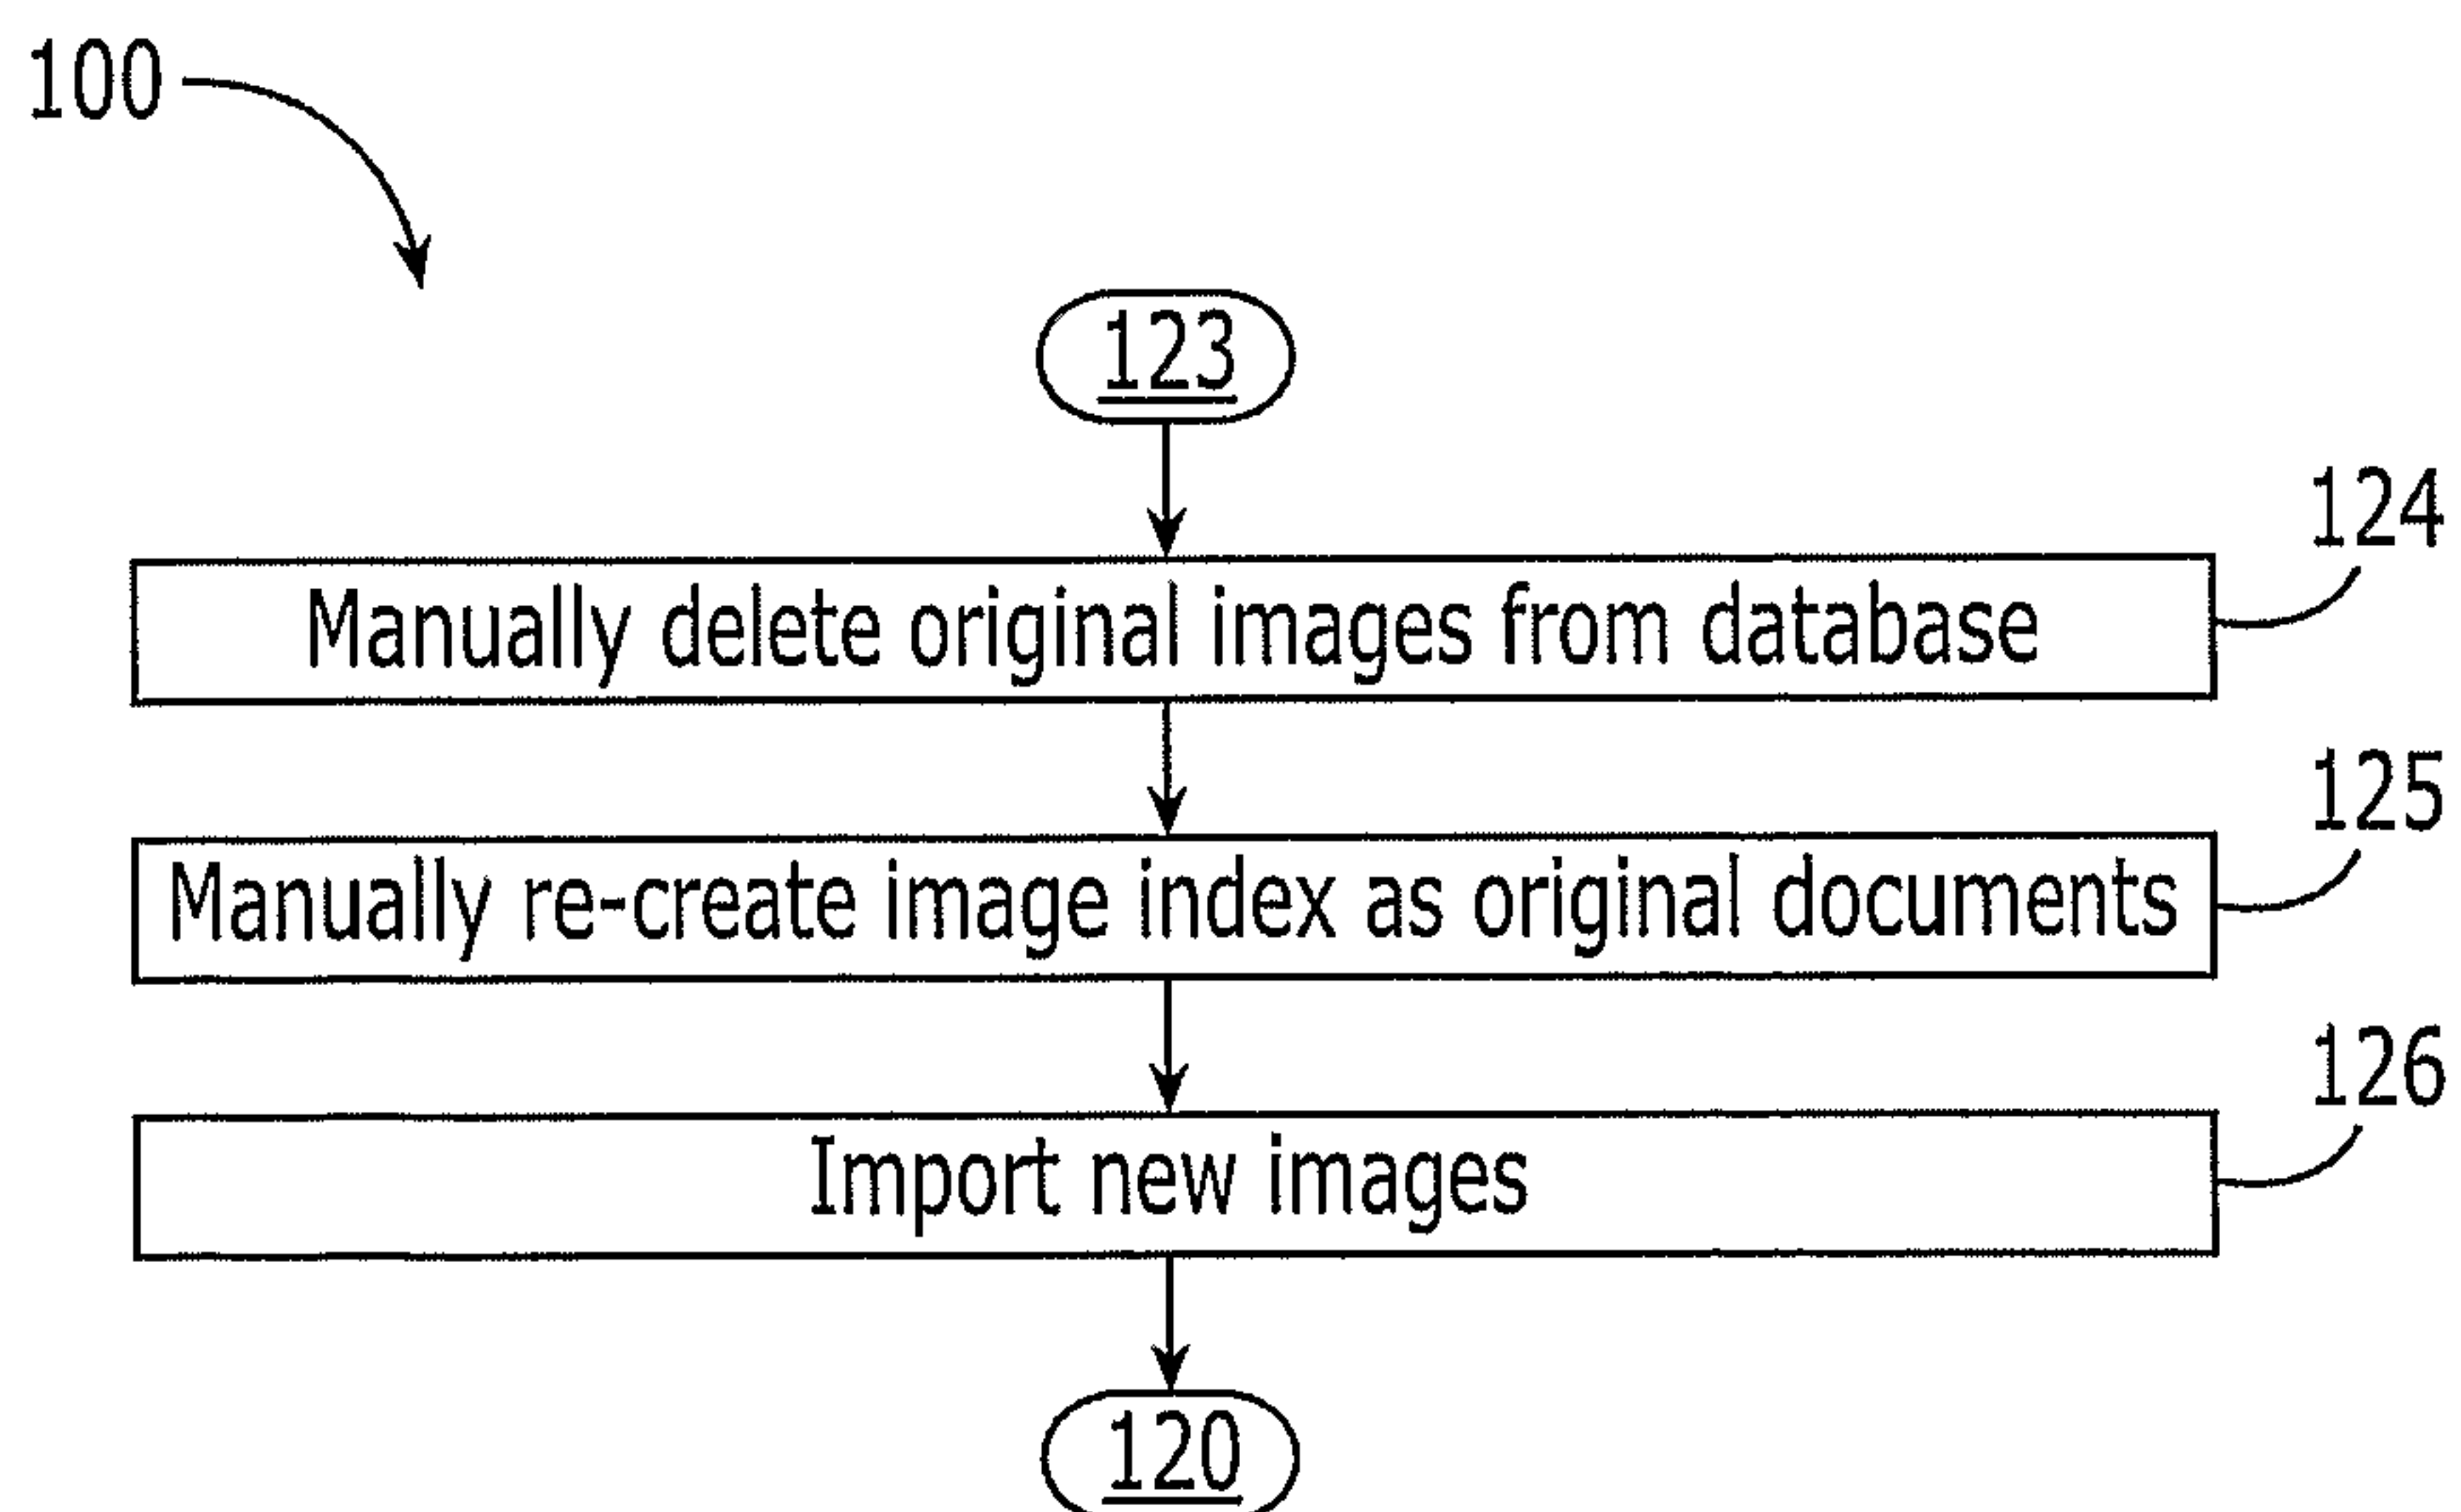 100
123
124
Manually delete original images from database
125
Manually re-create image index as original documents
126
Import new images
120